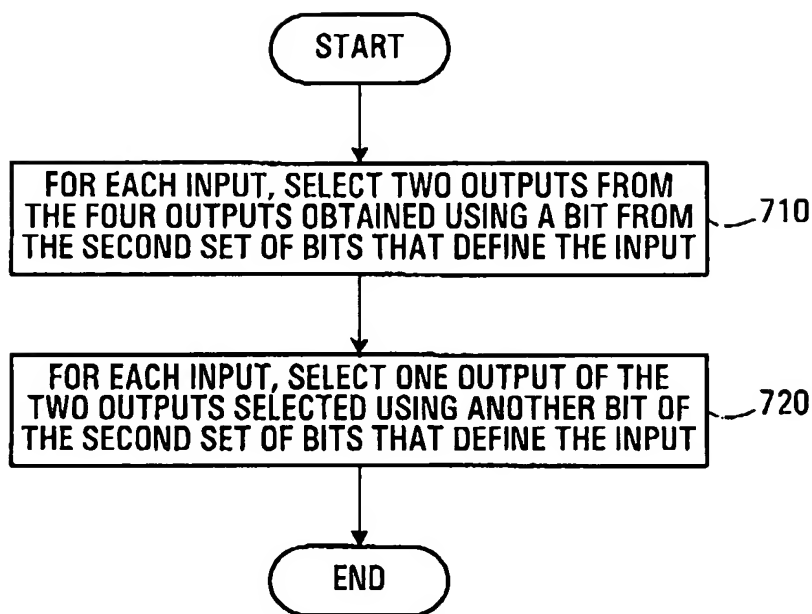 START
FOR EACH INPUT, SELECT TWO OUTPUTS FROM
THE FOUR OUTPUTS OBTAINED USING A BIT FROM
THE SECOND SET OF BITS THAT DEFINE THE INPUT
710
FOR EACH INPUT, SELECT ONE OUTPUT OF THE
TWO OUTPUTS SELECTED USING ANOTHER BIT OF
THE SECOND SET OF BITS THAT DEFINE THE INPUT
720
END